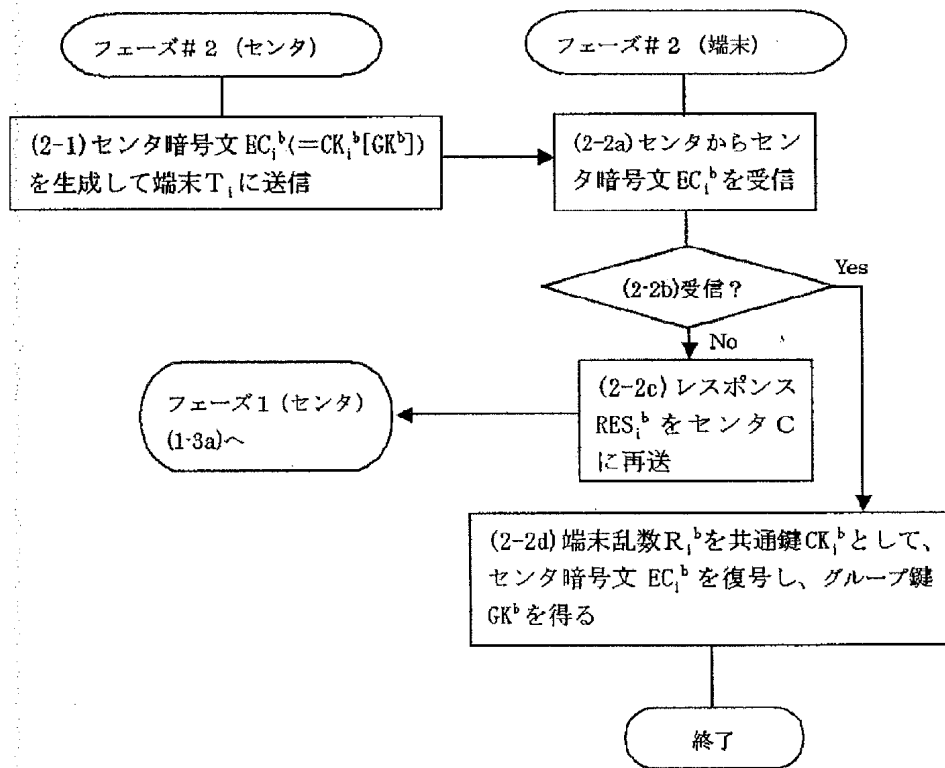 フェーズ#2 (センタ)
フェーズ#2 (端末)
(2-1)センタ暗号文EC_i^b(=CK_i^b[GK^b])
を生成して端末T_iに送信
(2-2a)センタからセン
タ暗号文EC_i^bを受信
(2-2b)受信？
Yes
No
(2-2c)レスポンス
RES_i^bをセンタC
に再送
フェーズ1 (センタ)
(1-3a)へ
(2-2d)端末乱数R_i^bを共通鍵CK_i^bとして、
センタ暗号文 EC_i^bを復号し、グループ鍵
GK^bを得る
終了